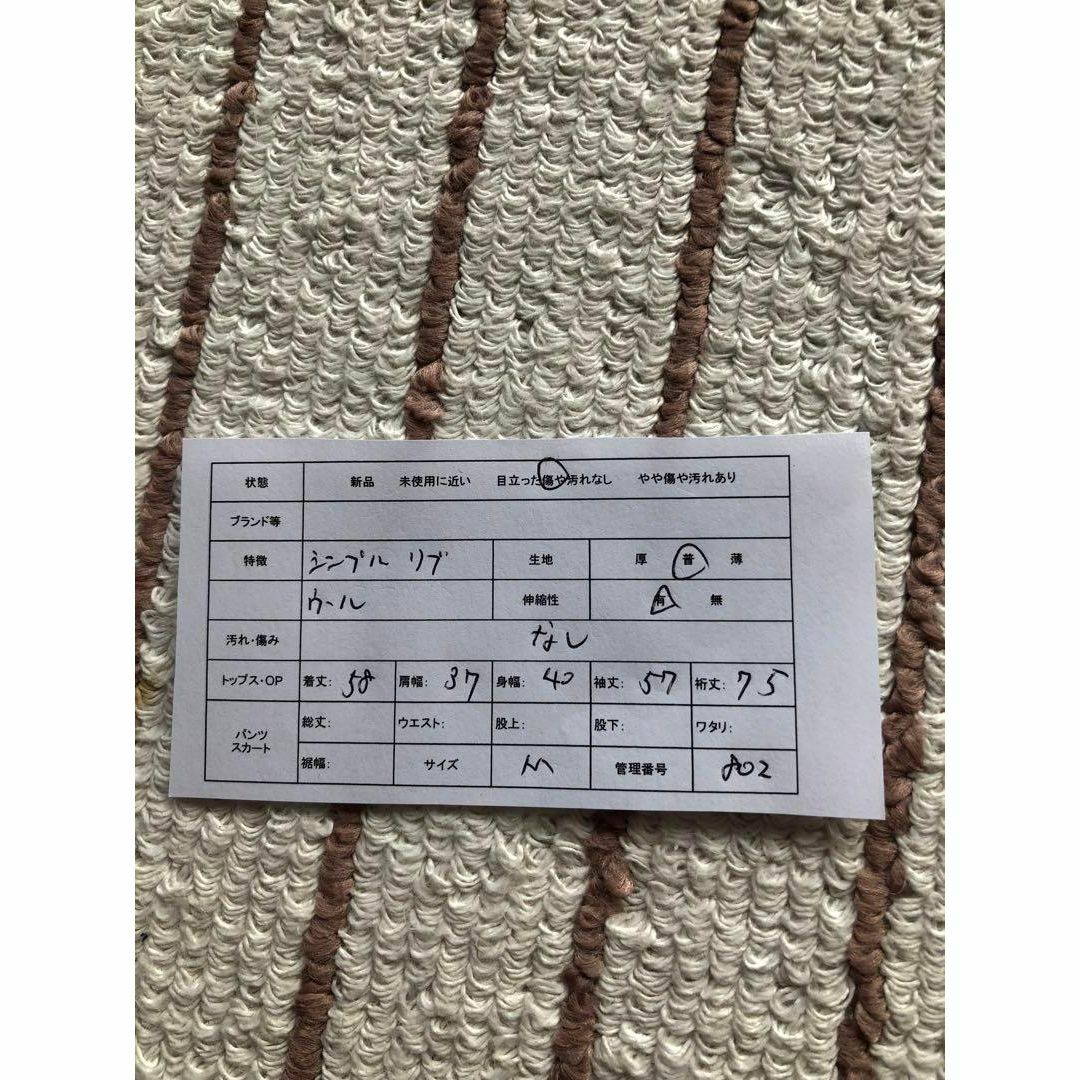 状態 新品 未使用に近い 目立った傷や汚れなし やや傷や汚れあり
ブランド等
特徴 シンプル リブ 生地 厚 普 薄
ウール 伸縮性 有 無
汚れ・傷み なし
トップス・OP 着丈: 58 肩幅: 37 身幅: 40 袖丈: 57 裄丈: 75
パンツ スカート 総丈: ウエスト: 股上: 股下: ワタリ:
裾幅: サイズ M 管理番号 802